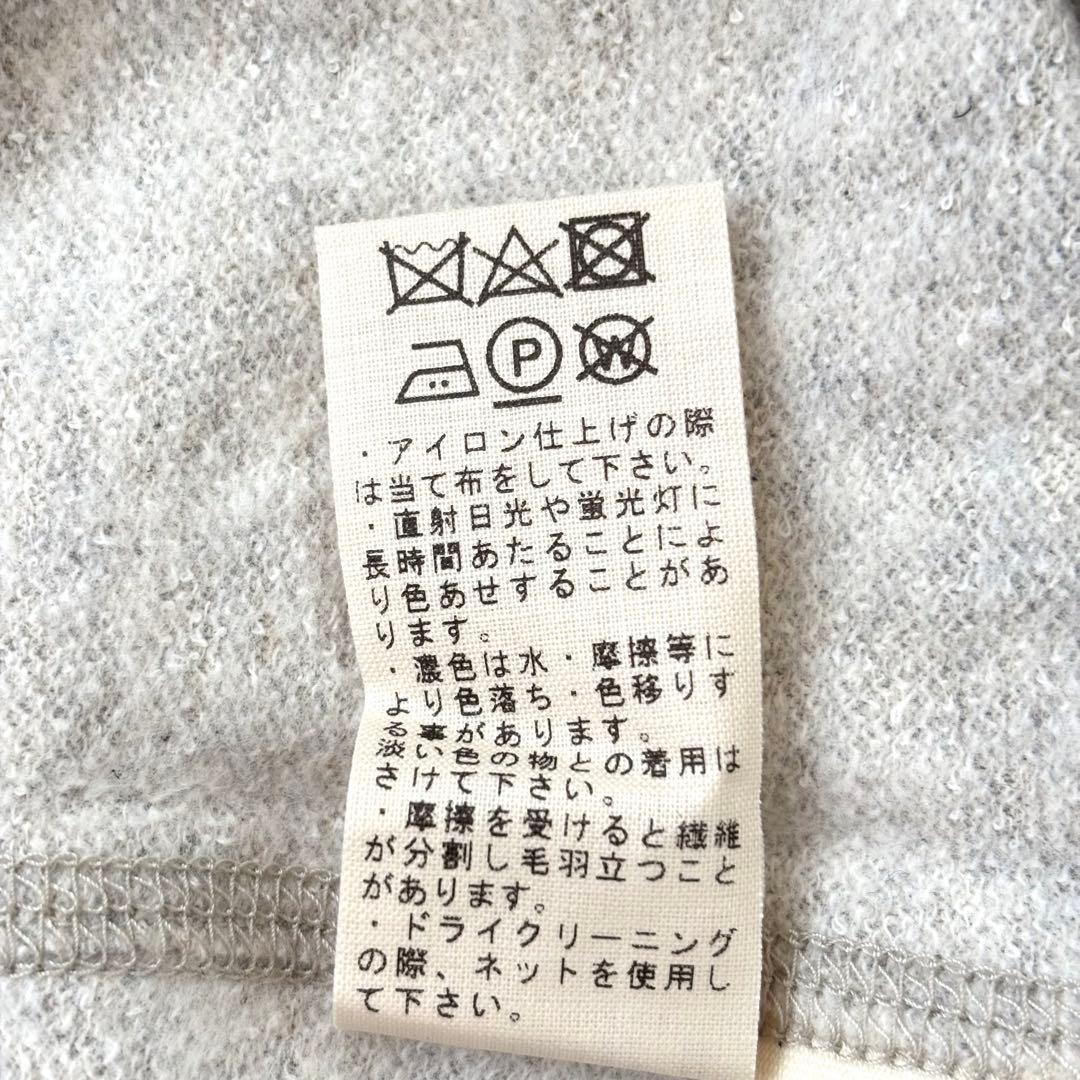 P W
・アイロン仕上げの際
は当て布をして下さい。
・直射日光や蛍光灯に
長時間あたることによ
り色あせすることがあ
ります。
・濃色は水・摩擦等に
より色落ち・色移りす
る事があります。
淡い色の物との着用は
さけて下さい。
・摩擦を受けると繊維
が分割し毛羽立つこと
があります。
・ドライクリーニング
の際、ネットを使用し
て下さい。